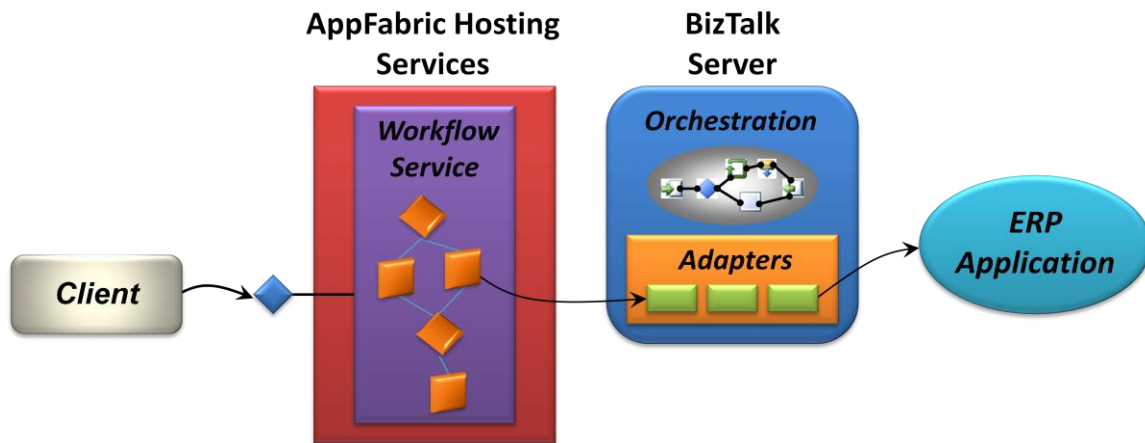 AppFabric Hosting
Services
BizTalk
Server
Workflow
Service
Orchestration
Adapters
Client
ERP
Application